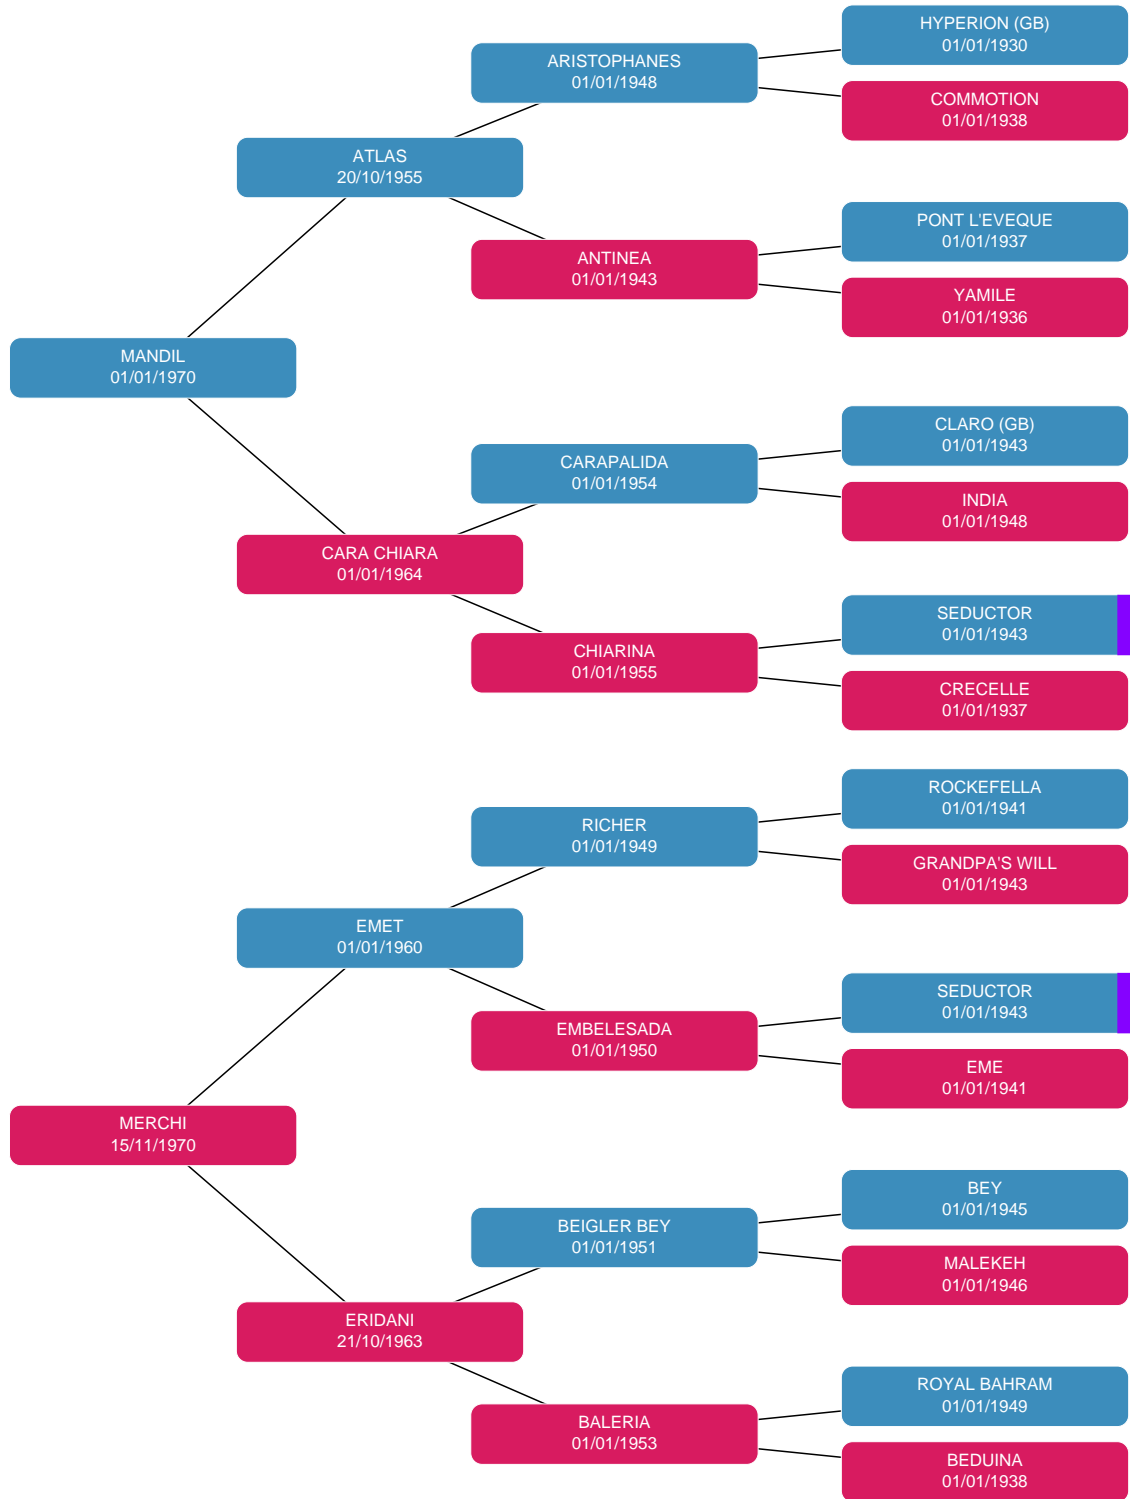 HYPERION (GB)
01/01/1930
ARISTOPHANES
01/01/1948
COMMOTION
01/01/1938
ATLAS
20/10/1955
PONT L'EVEQUE
01/01/1937
ANTINEA
01/01/1943
YAMILE
01/01/1936
MANDIL
01/01/1970
CLARO (GB)
01/01/1943
CARAPALIDA
01/01/1954
INDIA
01/01/1948
CARA CHIARA
01/01/1964
SEDUCTOR
01/01/1943
CHIARINA
01/01/1955
CRECELLE
01/01/1937
ROCKEFELLA
01/01/1941
RICHER
01/01/1949
GRANDPA'S WILL
01/01/1943
EMET
01/01/1960
SEDUCTOR
01/01/1943
EMBELESADA
01/01/1950
EME
01/01/1941
MERCHI
15/11/1970
BEY
01/01/1945
BEIGLER BEY
01/01/1951
MALEKEH
01/01/1946
ERIDANI
21/10/1963
ROYAL BAHRAM
01/01/1949
BALERIA
01/01/1953
BEDUINA
01/01/1938